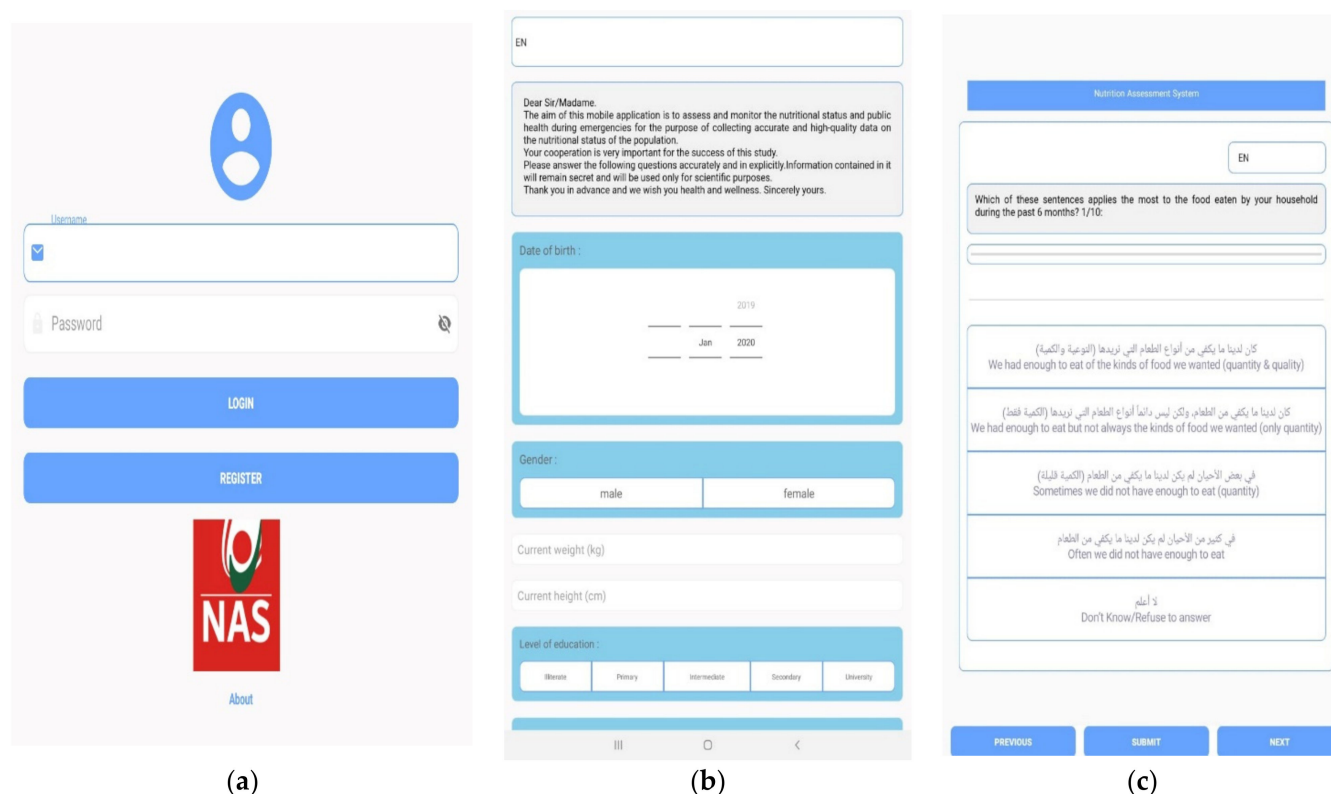 Username
Password
LOGIN
REGISTER
NAS
About
(a)
EN
Dear Sir/Madame.
The aim of this mobile application is to assess and monitor the nutritional status and public
health during emergencies for the purpose of collecting accurate and high-quality data on
the nutritional status of the population.
Your cooperation is very important for the success of this study.
Please answer the following questions accurately and in explicitly.Information contained in it
will remain secret and will be used only for scientific purposes.
Thank you in advance and we wish you health and wellness. Sincerely yours.
Date of birth :
2019
Jan 2020
Gender :
male female
Current weight (kg)
Current height (cm)
Level of education :
Illiterate Primary Intermediate Secondary University
(b)
Nutrition Assessment System
EN
Which of these sentences applies the most to the food eaten by your household
during the past 6 months? 1/10:
كان لدينا ما يكفي من أنواع الطعام التي نريدها (النوعية والكمية)
We had enough to eat of the kinds of food we wanted (quantity & quality)
كان لدينا ما يكفي من الطعام، ولكن ليس دائماً أنواع الطعام التي نريدها (الكمية فقط)
We had enough to eat but not always the kinds of food we wanted (only quantity)
في بعض الأحيان لم يكن لدينا ما يكفي من الطعام (الكمية قليلة)
Sometimes we did not have enough to eat (quantity)
في كثير من الأحيان لم يكن لدينا ما يكفي من الطعام
Often we did not have enough to eat
لا أعلم
Don't Know/Refuse to answer
PREVIOUS SUBMIT NEXT
(c)